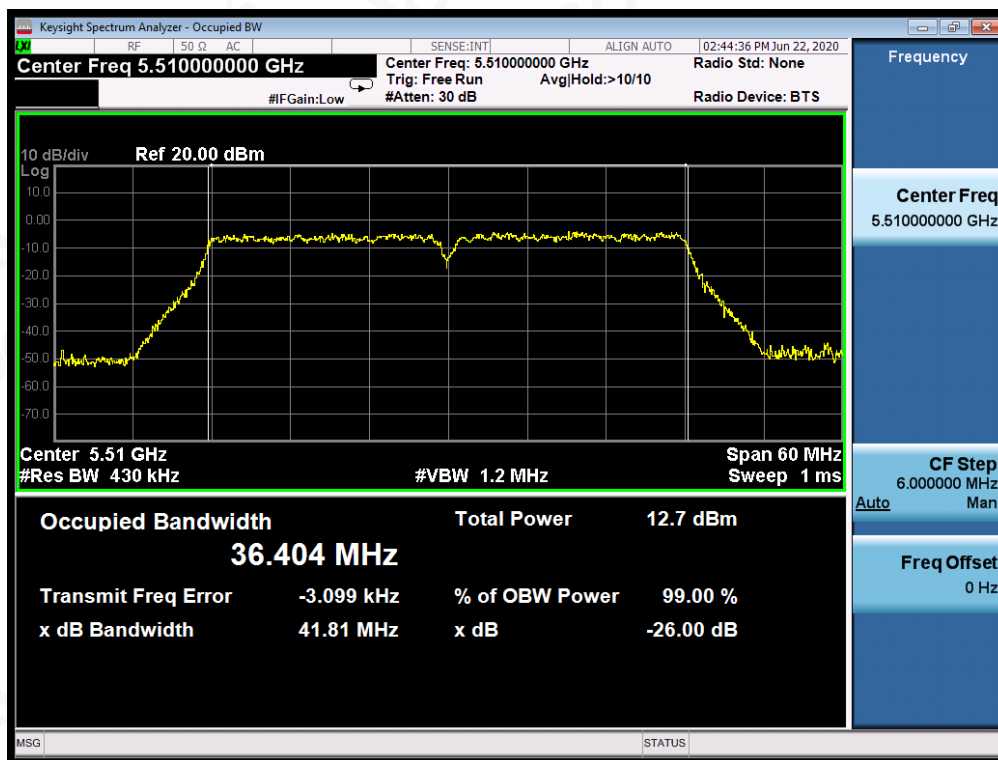 Keysight Spectrum Analyzer - Occupied BW
LXI RF 50 Ω AC SENSE:INT ALIGN AUTO 02:44:36 PM Jun 22, 2020
Center Freq 5.510000000 GHz
Center Freq: 5.510000000 GHz Radio Std: None
Trig: Free Run Avg|Hold:>10/10
#IFGain:Low #Atten: 30 dB Radio Device: BTS
Frequency
10 dB/div Ref 20.00 dBm
Log
10.0
0.00
-10.0
-20.0
-30.0
-40.0
-50.0
-60.0
-70.0
Center 5.51 GHz Span 60 MHz
#Res BW 430 kHz #VBW 1.2 MHz Sweep 1 ms
Occupied Bandwidth Total Power 12.7 dBm
36.404 MHz
Transmit Freq Error -3.099 kHz % of OBW Power 99.00 %
x dB Bandwidth 41.81 MHz x dB -26.00 dB
Center Freq
5.510000000 GHz
CF Step
6.000000 MHz
Auto Man
Freq Offset
0 Hz
MSG STATUS